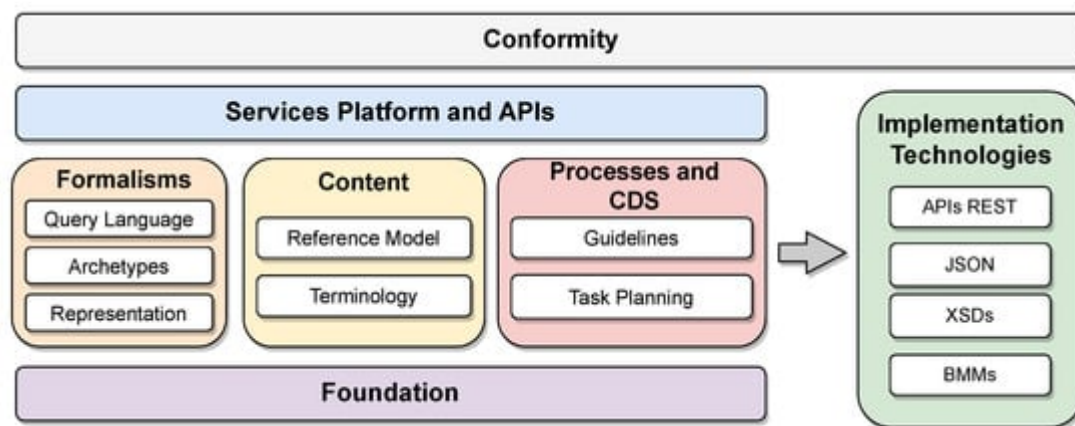 Conformity
Services Platform and APIs
Formalisms
Query Language
Archetypes
Representation
Content
Reference Model
Terminology
Processes and
CDS
Guidelines
Task Planning
Foundation
Implementation
Technologies
APIs REST
JSON
XSDs
BMMs